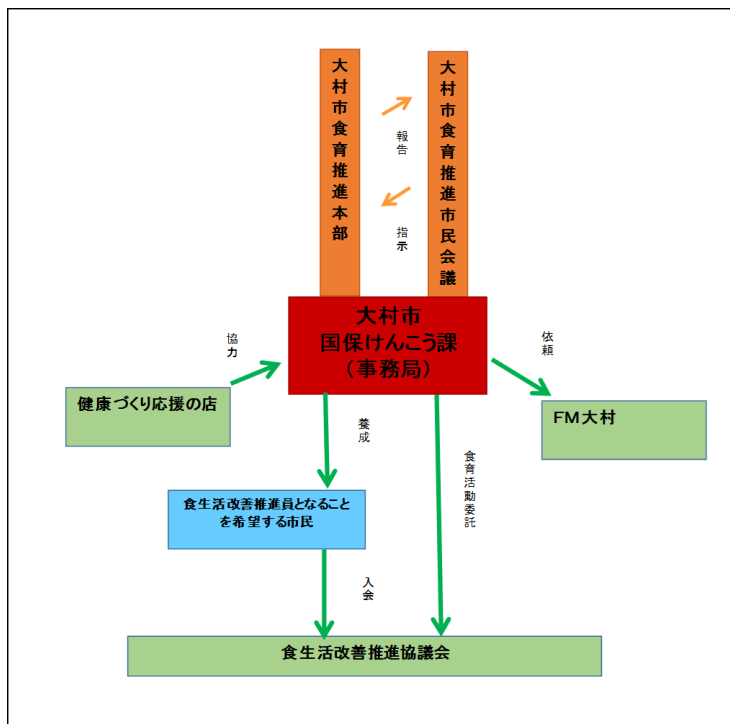 大村市食育推進本部
報告
指示
大村市食育推進市民会議
大村市
国保けんこう課
（事務局）
協力
依頼
健康づくり応援の店
FM大村
養成
食育活動委託
食生活改善推進員となること
を希望する市民
入会
食生活改善推進協議会